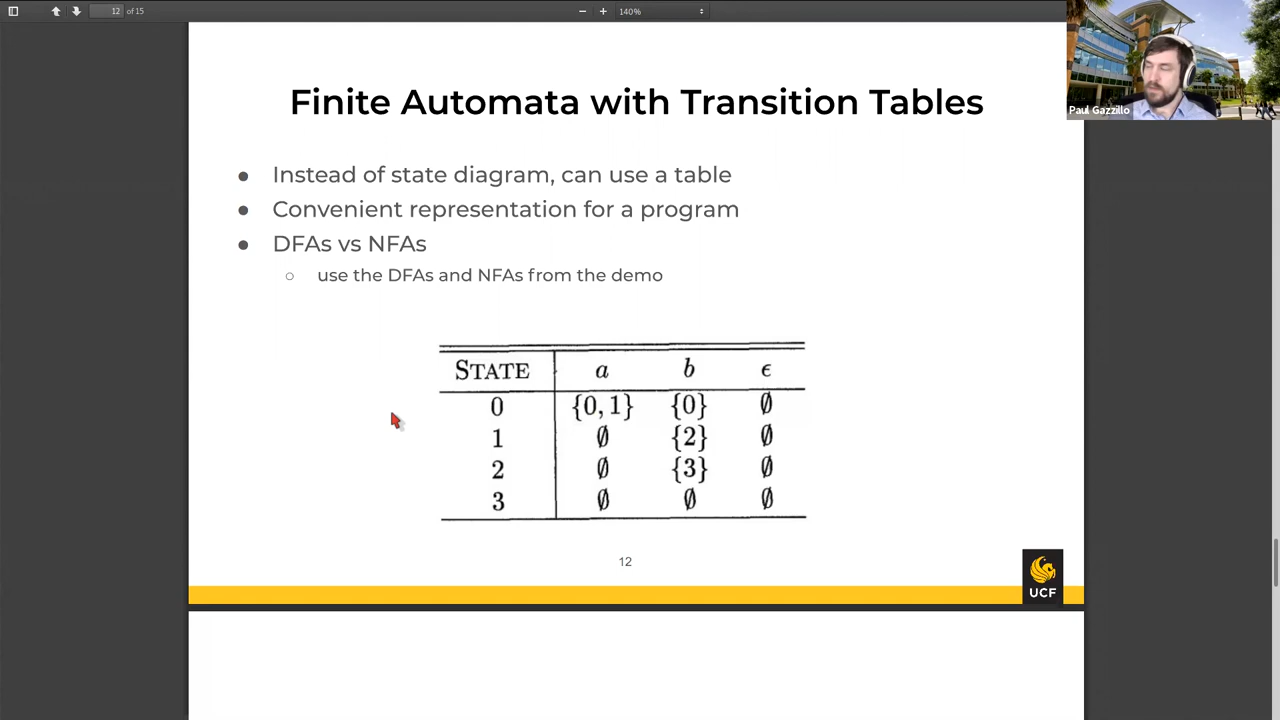 12 of 15
140%
Paul Gazzillo
Finite Automata with Transition Tables
● Instead of state diagram, can use a table
● Convenient representation for a program
● DFAs vs NFAs
○ use the DFAs and NFAs from the demo
STATE a b ϵ
0 {0, 1} {0} ∅
1 ∅ {2} ∅
2 ∅ {3} ∅
3 ∅ ∅ ∅
12
UCF